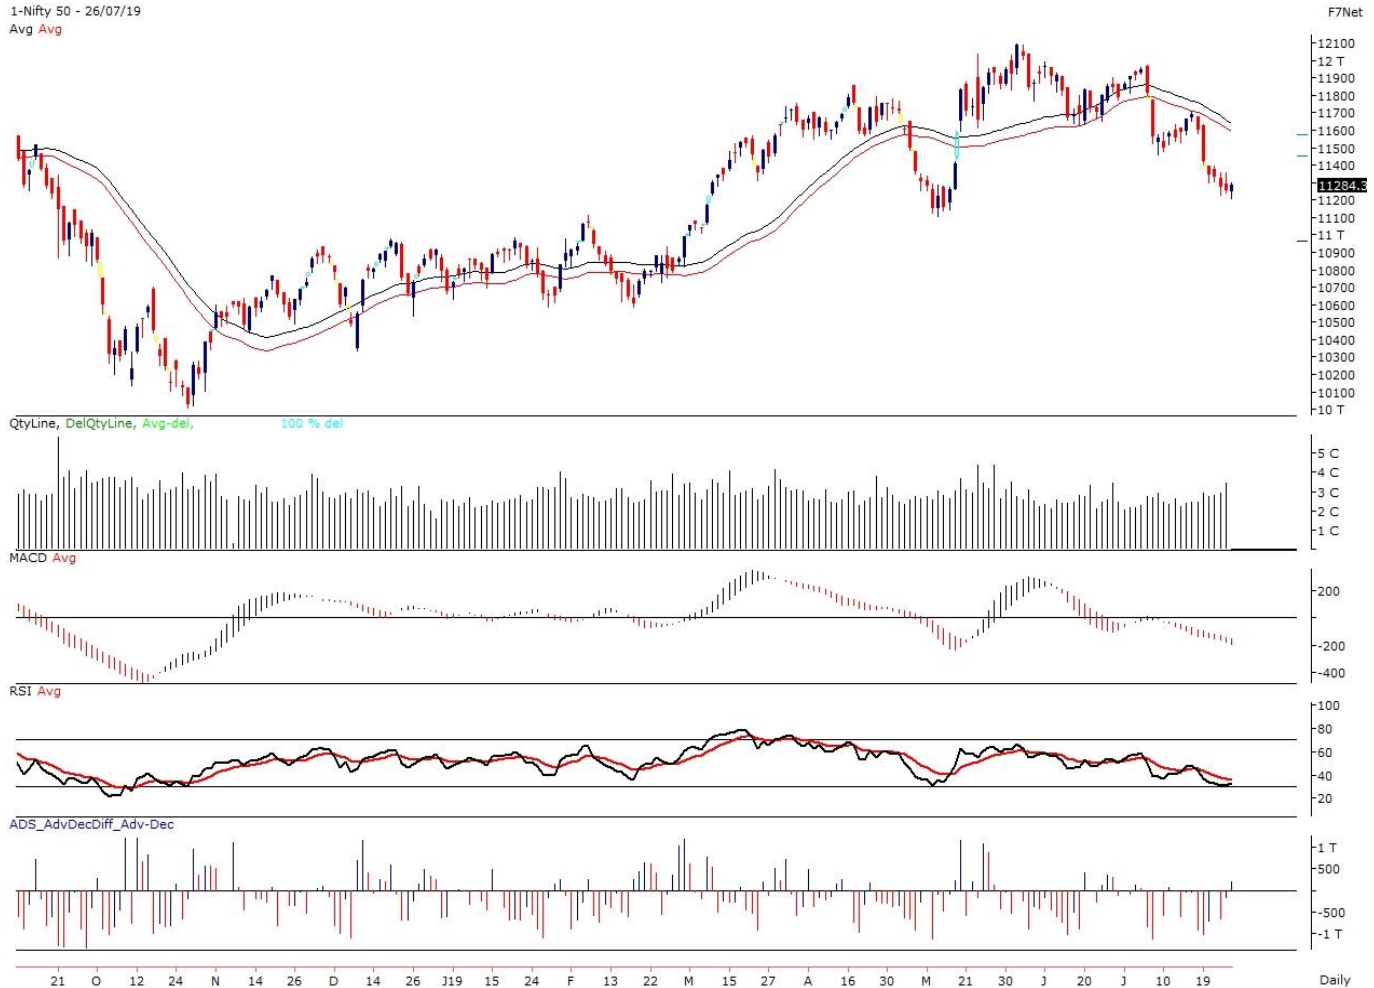 1-Nifty 50 - 26/07/19
F7Net
Avg Avg
12100
12 T
11900
11800
11700
11600
11500
11400
11284.3
11200
11100
11 T
10900
10800
10700
10600
10500
10400
10300
10200
10100
10 T
QtyLine, DelQtyLine, Avg-del, 100 % del
5 C
4 C
3 C
2 C
1 C
MACD Avg
200
-200
-400
RSI Avg
100
80
60
40
20
ADS_AdvDecDiff_Adv-Dec
1 T
500
-500
-1 T
21 O 12 24 N 14 26 D 14 26 J19 15 24 F 13 22 M 15 27 A 16 30 M 21 30 J 20 J 10 19 Daily